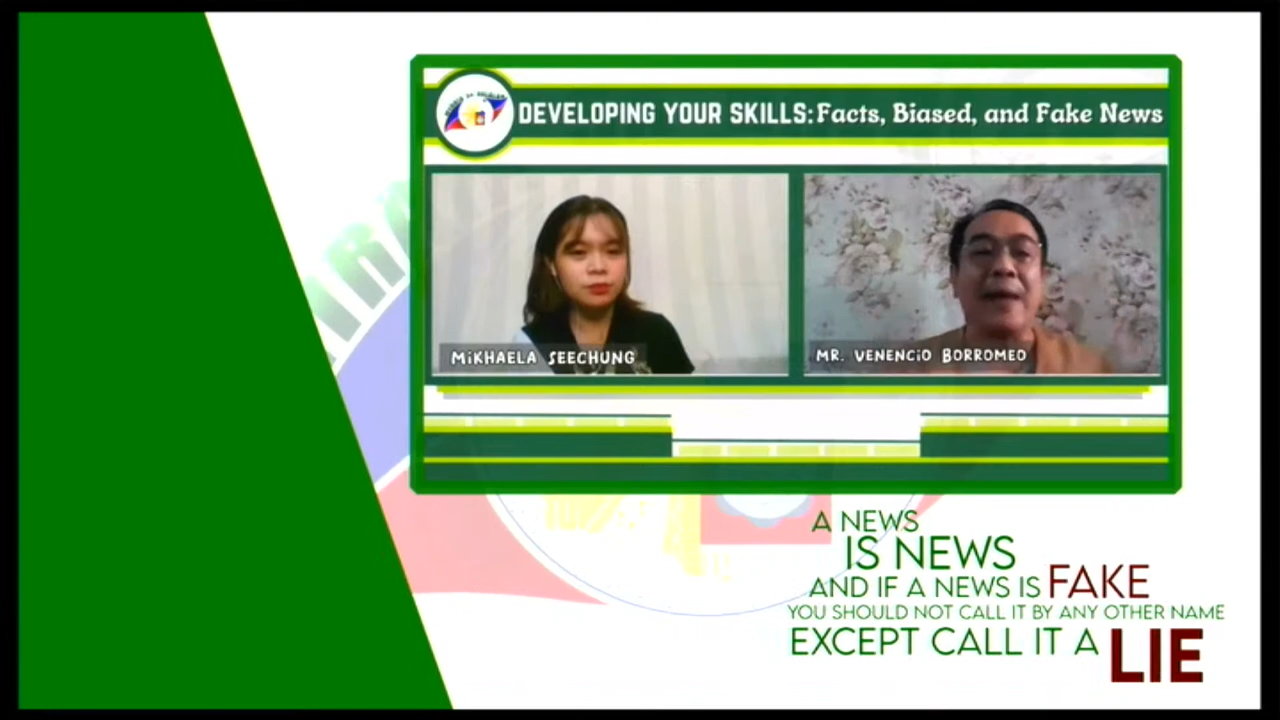 DEVELOPING YOUR SKILLS: Facts, Biased, and Fake News
MiKHAELA SEECHUNG
MR. VENENCiO BORROMEO
A NEWS
IS NEWS
AND IF A NEWS IS FAKE
YOU SHOULD NOT CALL IT BY ANY OTHER NAME
EXCEPT CALL IT A LIE